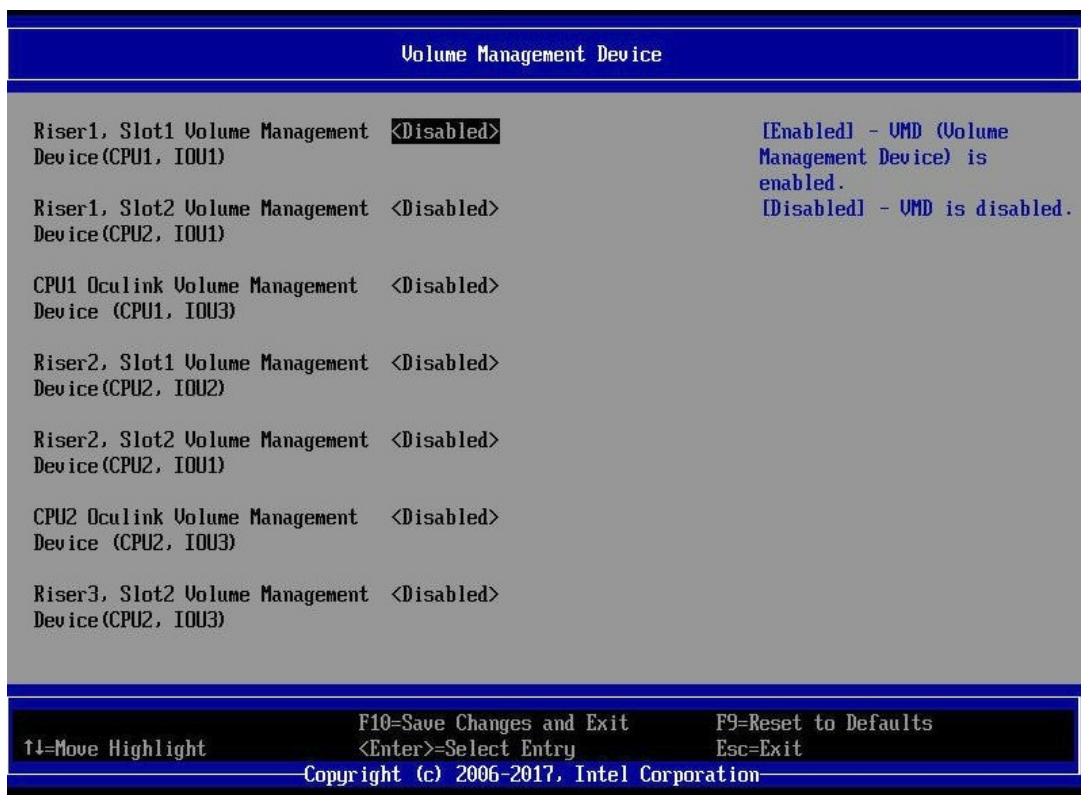 Volume Management Device
Riser1, Slot1 Volume Management <Disabled>
Device(CPU1, IOU1)
Riser1, Slot2 Volume Management <Disabled>
Device(CPU2, IOU1)
CPU1 Oculink Volume Management <Disabled>
Device (CPU1, IOU3)
Riser2, Slot1 Volume Management <Disabled>
Device(CPU2, IOU2)
Riser2, Slot2 Volume Management <Disabled>
Device(CPU2, IOU1)
CPU2 Oculink Volume Management <Disabled>
Device (CPU2, IOU3)
Riser3, Slot2 Volume Management <Disabled>
Device(CPU2, IOU3)
[Enabled] - VMD (Volume
Management Device) is
enabled.
[Disabled] - VMD is disabled.
F10=Save Changes and Exit F9=Reset to Defaults
↑↓=Move Highlight <Enter>=Select Entry Esc=Exit
Copyright (c) 2006-2017, Intel Corporation